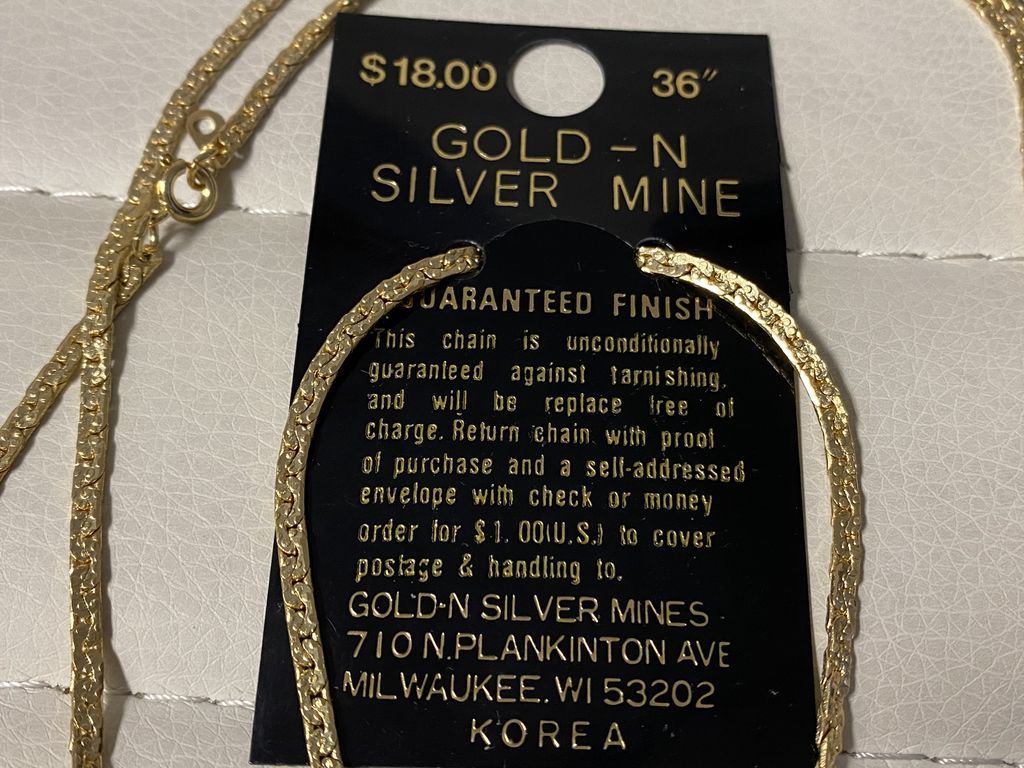 $18.00 36"
GOLD-N
SILVER MINE
GUARANTEED FINISH
This chain is unconditionally
guaranteed against tarnishing.
and will be replace free of
charge. Return chain with proof
of purchase and a self-addressed
envelope with check or money
order for $1.00(U.S.) to cover
postage & handling to.
GOLD-N SILVER MINES
710 N.PLANKINTON AVE
MILWAUKEE.WI 53202
KOREA